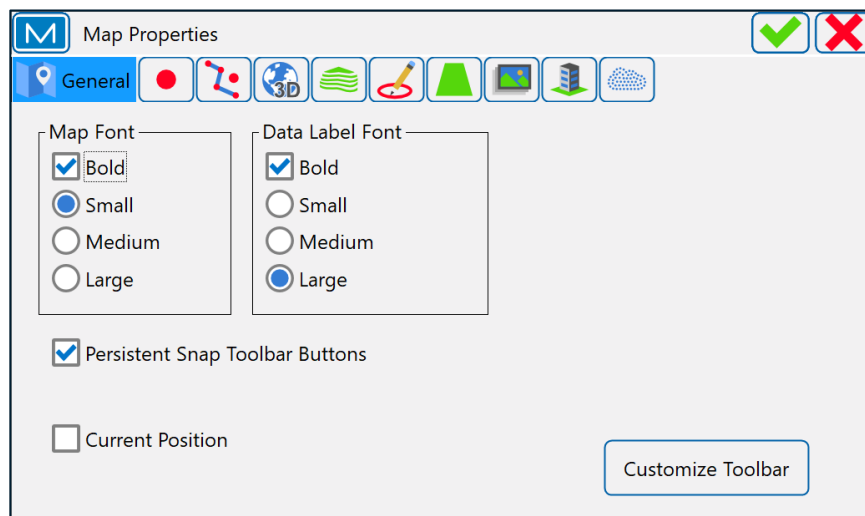 Map Properties
General
3D
Map Font
Bold
Small
Medium
Large
Data Label Font
Bold
Small
Medium
Large
Persistent Snap Toolbar Buttons
Current Position
Customize Toolbar